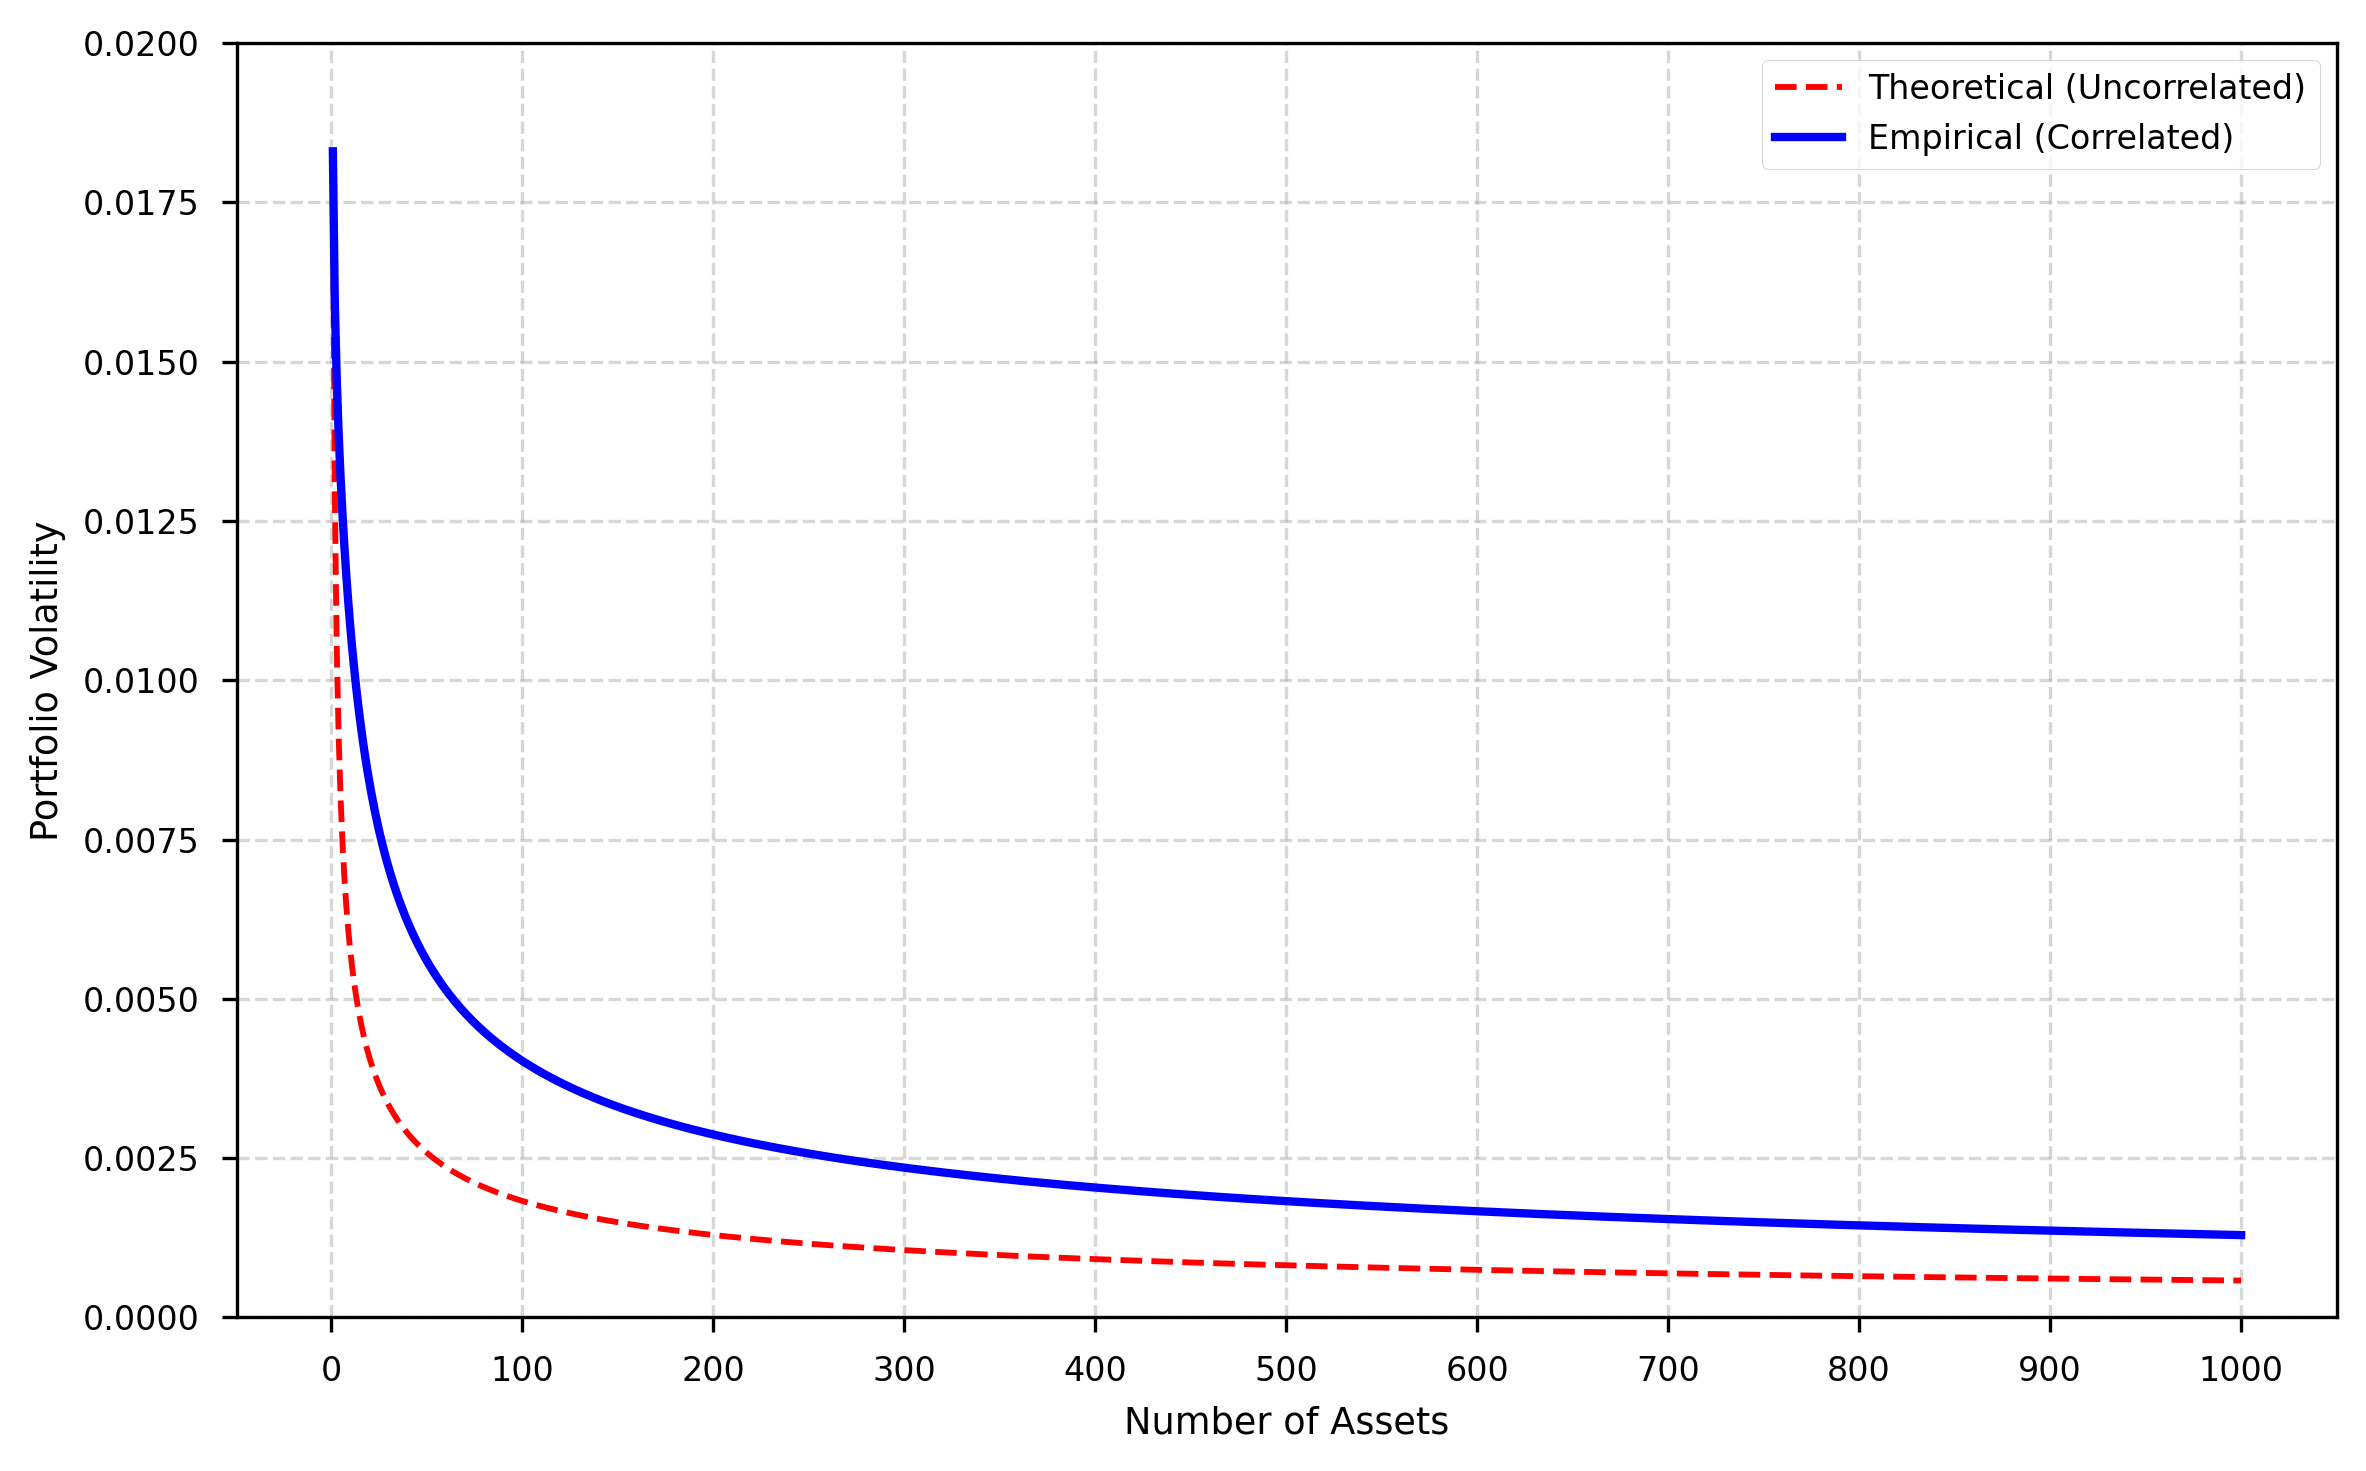 0.0200
0.0175
0.0150
0.0125
0.0100
0.0075
0.0050
0.0025
0.0000
Portfolio Volatility
Theoretical (Uncorrelated)
Empirical (Correlated)
0 100 200 300 400 500 600 700 800 900 1000
Number of Assets